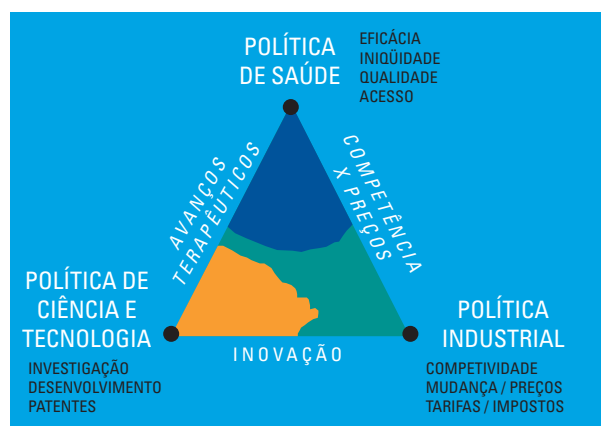 POLÍTICA
DE SAÚDE
EFICÁCIA
INIQÜIDADE
QUALIDADE
ACESSO
AVANÇOS
TERAPÊUTICOS
COMPETÊNCIA
X PREÇOS
POLÍTICA DE
CIÊNCIA E
TECNOLOGIA
INVESTIGAÇÃO
DESENVOLVIMENTO
PATENTES
INOVAÇÃO
POLÍTICA
INDUSTRIAL
COMPETIVIDADE
MUDANÇA / PREÇOS
TARIFAS / IMPOSTOS